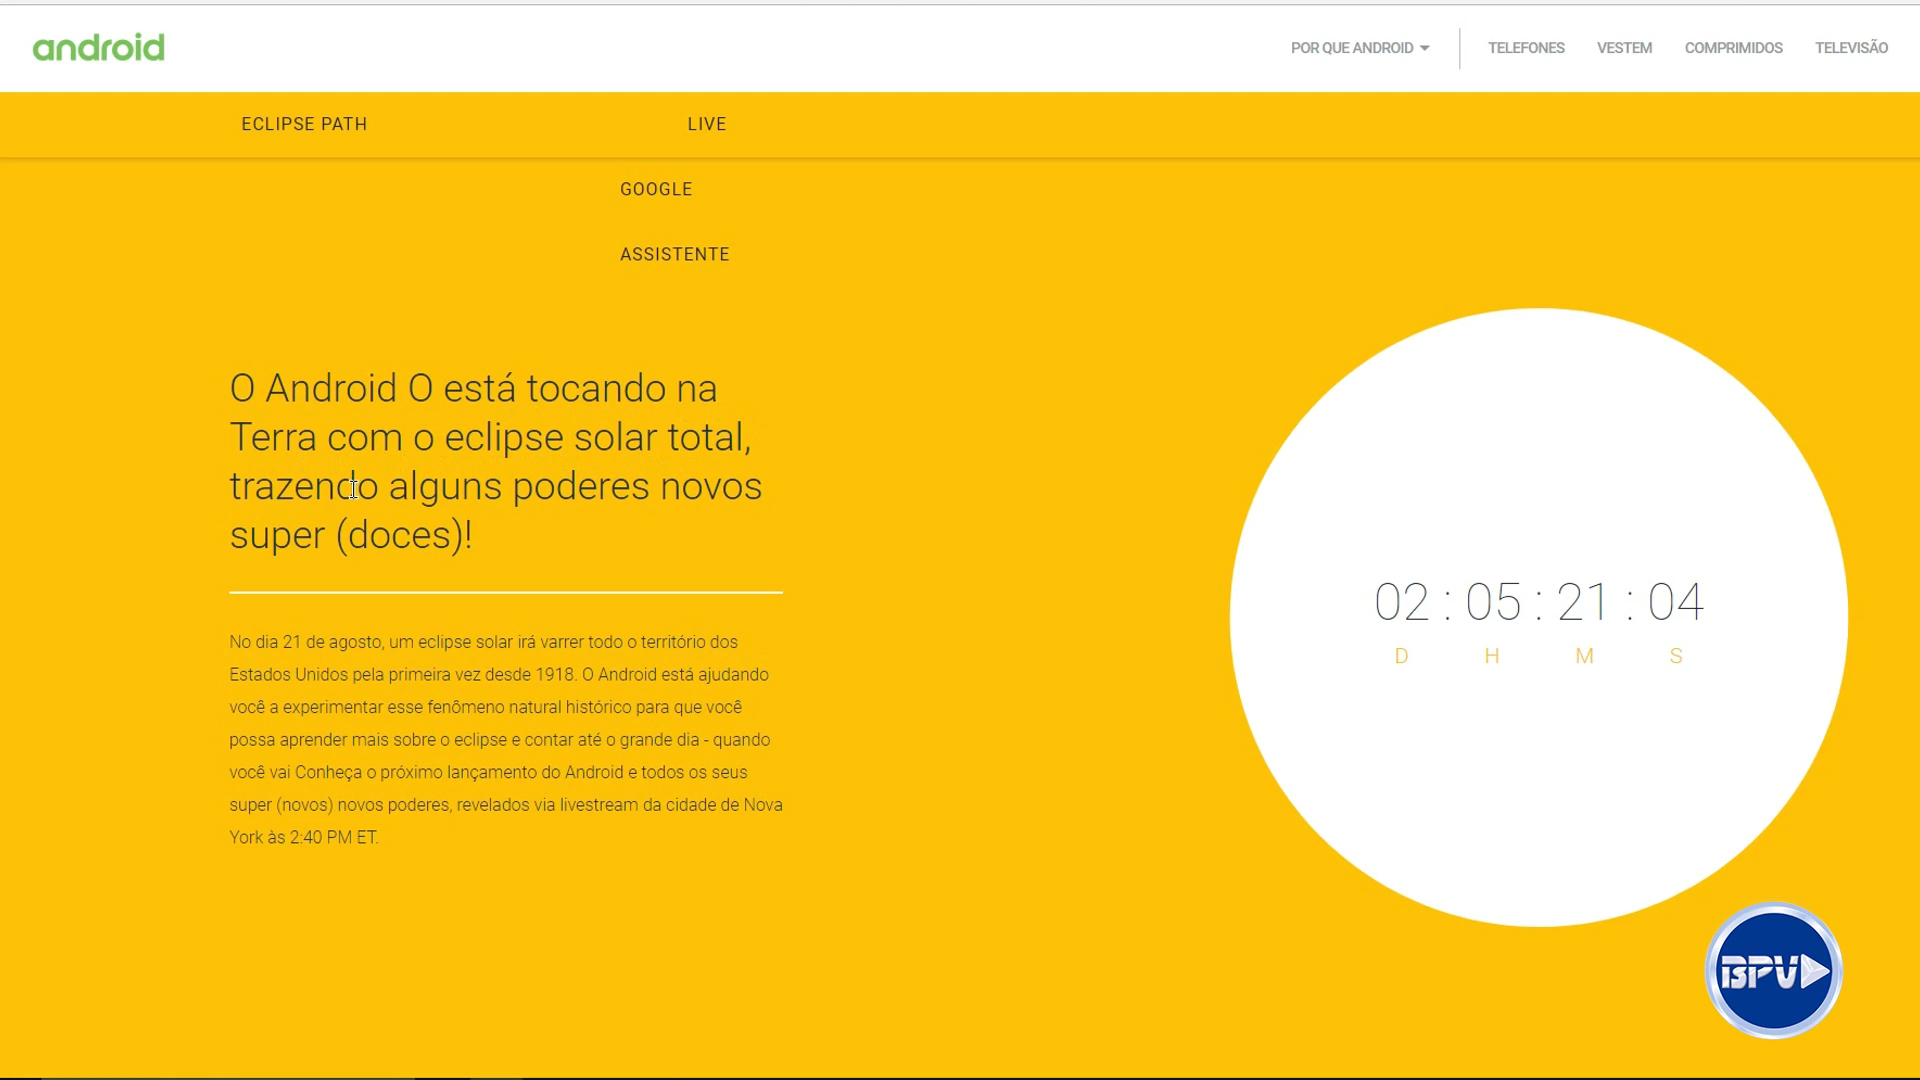 android
POR QUE ANDROID
TELEFONES
VESTEM
COMPRIMIDOS
TELEVISÃO
ECLIPSE PATH
LIVE
GOOGLE
ASSISTENTE
O Android O está tocando na
Terra com o eclipse solar total,
trazendo alguns poderes novos
super (doces)!
No dia 21 de agosto, um eclipse solar irá varrer todo o território dos
Estados Unidos pela primeira vez desde 1918. O Android está ajudando
você a experimentar esse fenômeno natural histórico para que você
possa aprender mais sobre o eclipse e contar até o grande dia - quando
você vai Conheça o próximo lançamento do Android e todos os seus
super (novos) novos poderes, revelados via livestream da cidade de Nova
York às 2:40 PM ET.
02 : 05 : 21 : 04
D H M S
BPV